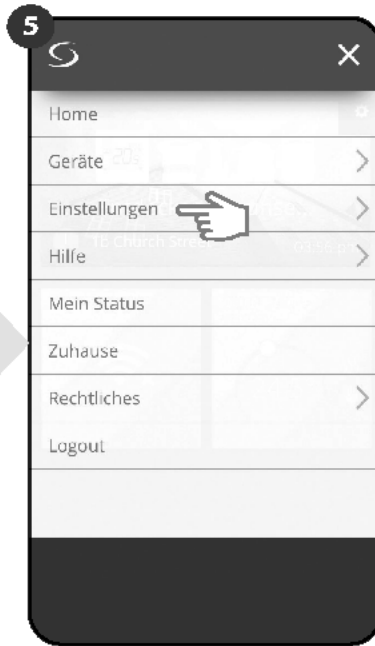 5
Home
Geräte
Einstellungen
Hilfe
Mein Status
Zuhause
Rechtliches
Logout